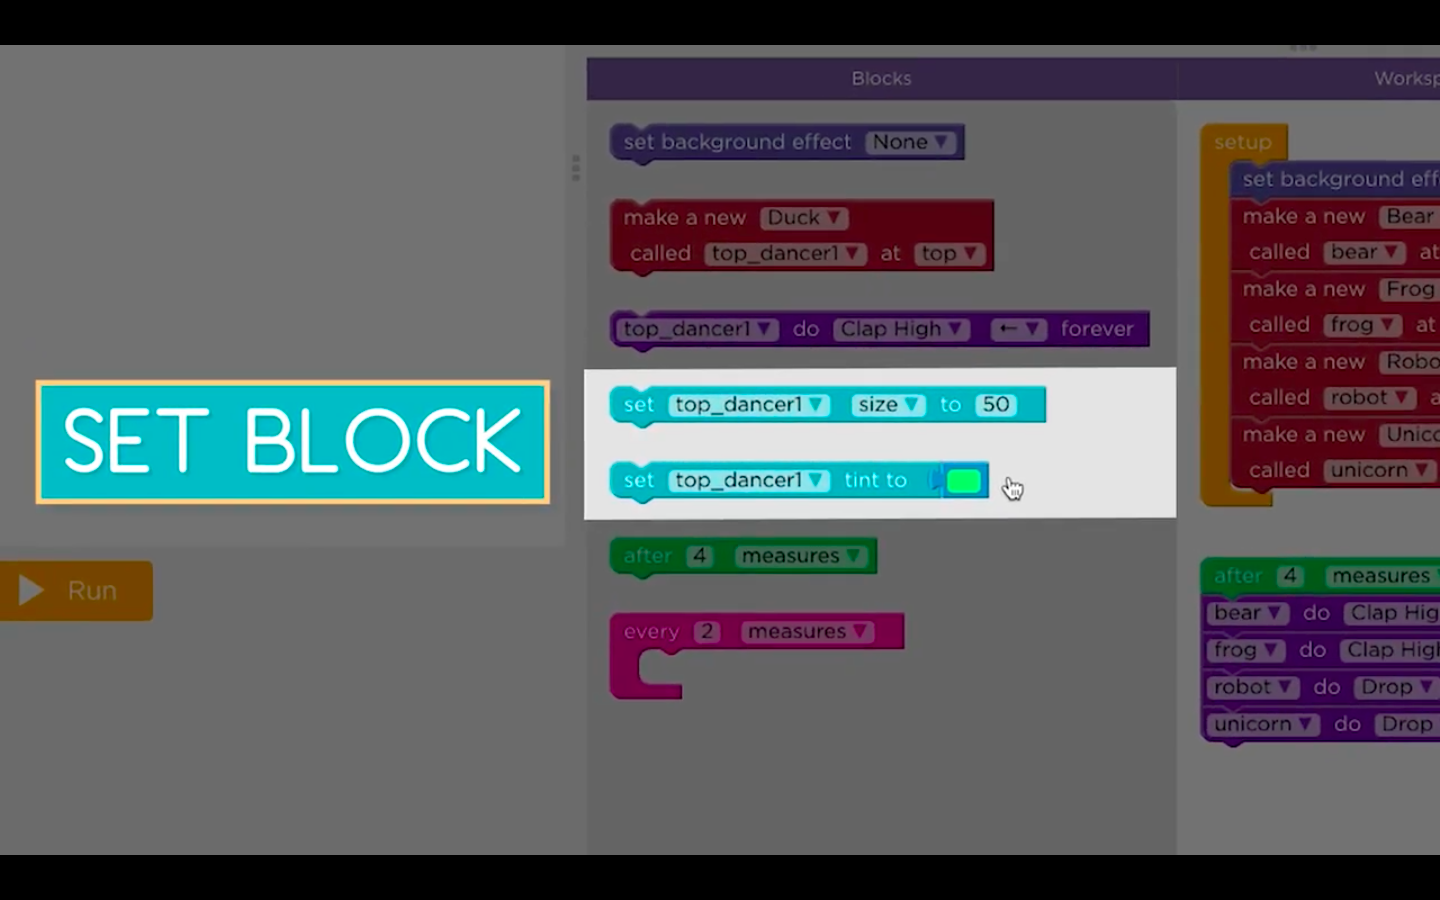 Blocks
set background effect None
make a new Duck
called top_dancer1 at top
top_dancer1 do Clap High ← forever
SET BLOCK
set top_dancer1 size to 50
set top_dancer1 tint to
after 4 measures
every 2 measures
Run
Worksp
setup
set background eff
make a new Bear
called bear at
make a new Frog
called frog at
make a new Robo
called robot a
make a new Unico
called unicorn
after 4 measures
bear do Clap Hig
frog do Clap High
robot do Drop
unicorn do Drop